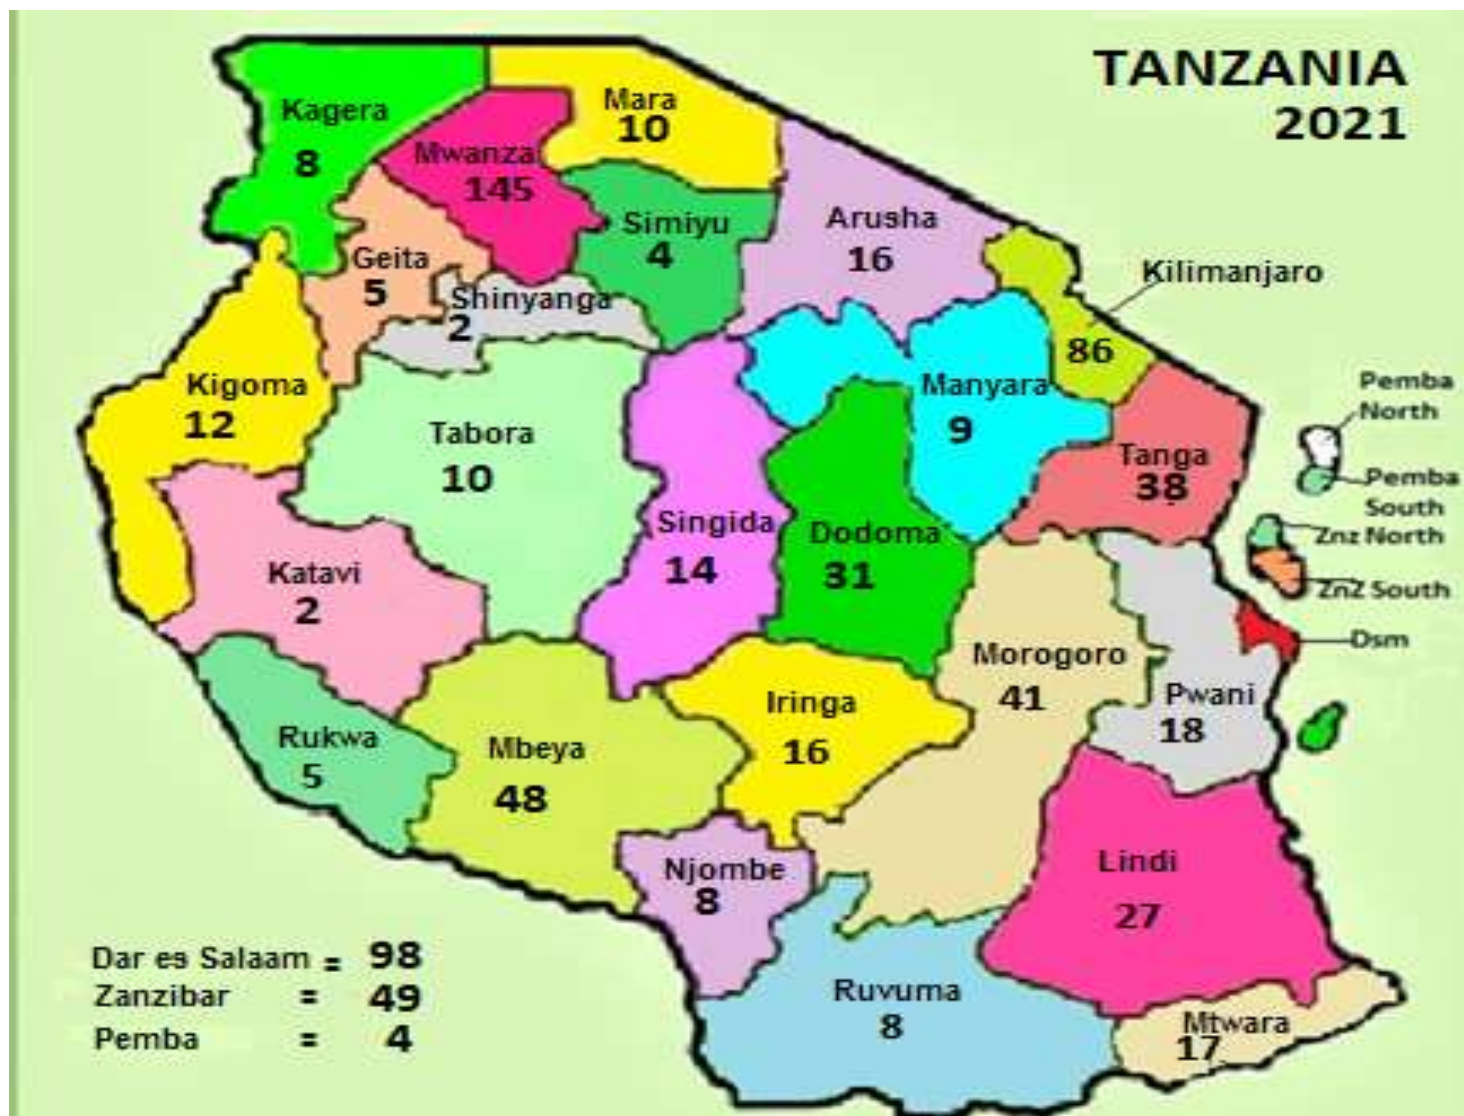 TANZANIA
2021
Kagera
8
Mara
10
Mwanza
145
Simiyu
4
Arusha
16
Kilimanjaro
86
Geita
5
Shinyanga
2
Kigoma
12
Tabora
10
Manyara
9
Tanga
38
Pemba
North
Pemba
South
Znz North
ZnZ South
Dsm
Singida
14
Dodoma
31
Katavi
2
Morogoro
41
Pwani
18
Iringa
16
Rukwa
5
Mbeya
48
Njombe
8
Lindi
27
Ruvuma
8
Mtwara
17
Dar es Salaam = 98
Zanzibar = 49
Pemba = 4